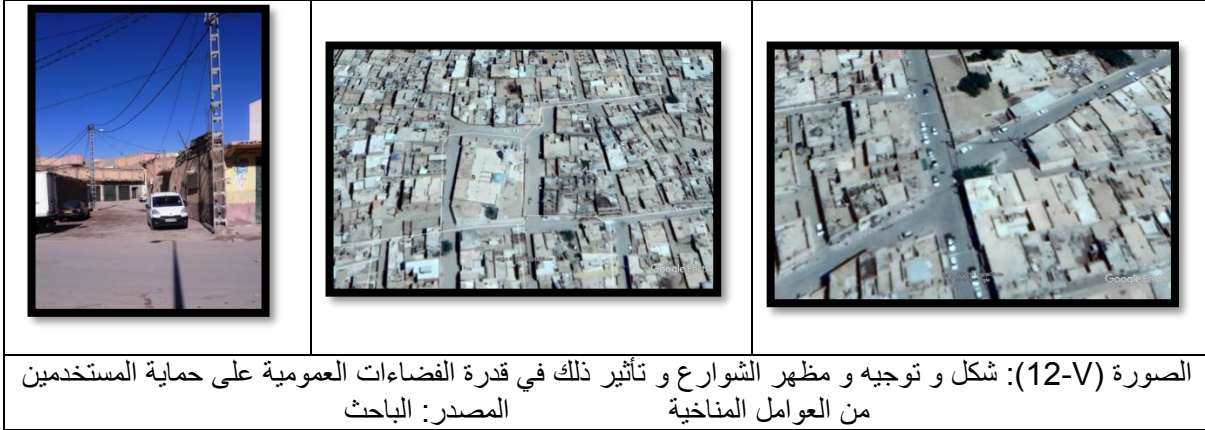 Google Earth
Google Earth
الصورة (V-12): شكل و توجيه و مظهر الشوارع و تأثير ذلك في قدرة الفضاءات العمومية على حماية المستخدمين
من العوامل المناخية المصدر: الباحث